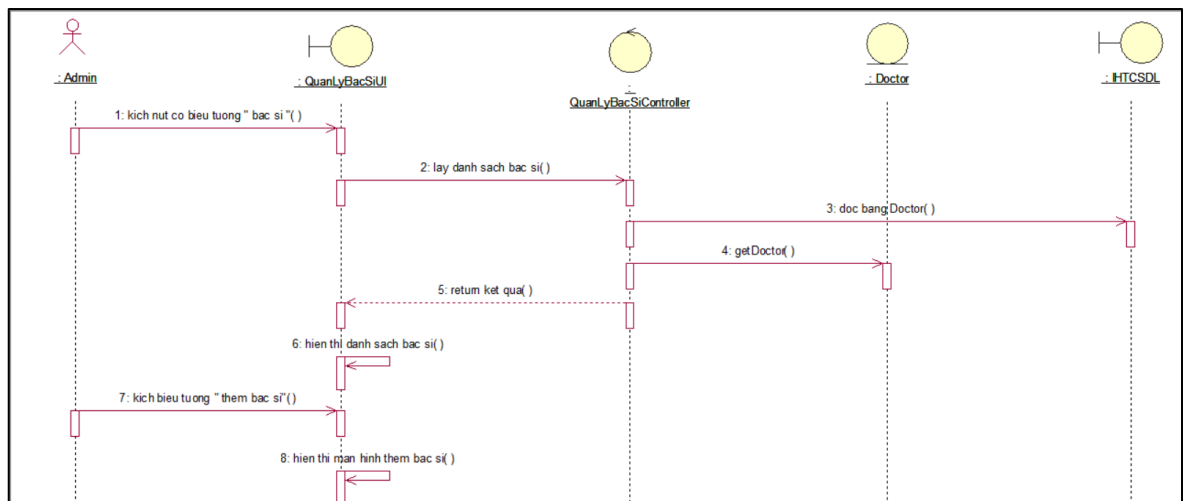 _: Admin
_: QuanLyBacSiUI
_:
QuanLyBacSiController
_: Doctor
_: IHTCSDL
1: kich nut co bieu tuong " bac si "( )
2: lay danh sach bac si( )
3: doc bang Doctor( )
4: getDoctor( )
5: return ket qua( )
6: hien thi danh sach bac si( )
7: kich bieu tuong " them bac si"( )
8: hien thi man hinh them bac si( )